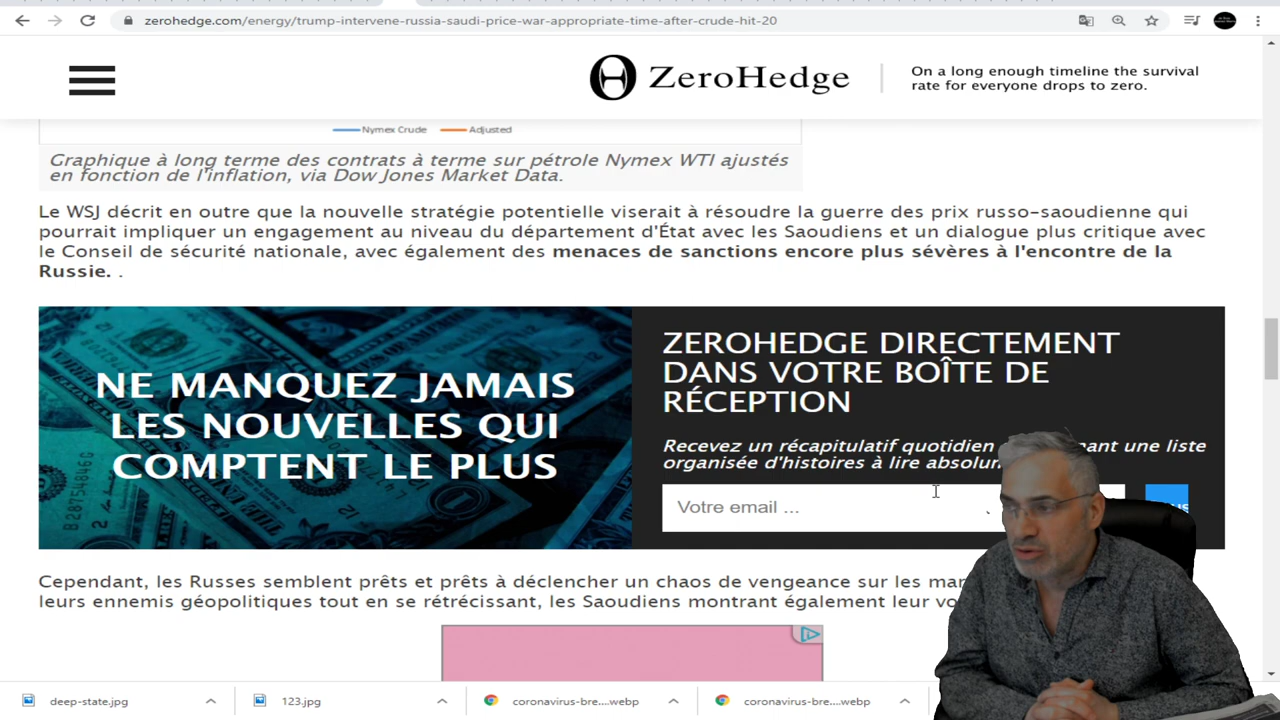 zerohedge.com/energy/trump-intervene-russia-saudi-price-war-appropriate-time-after-crude-hit-20
ZeroHedge
On a long enough timeline the survival
rate for everyone drops to zero.
Nymex Crude Adjusted
Graphique à long terme des contrats à terme sur pétrole Nymex WTI ajustés
en fonction de l'inflation, via Dow Jones Market Data.
Le WSJ décrit en outre que la nouvelle stratégie potentielle viserait à résoudre la guerre des prix russo-saoudienne qui
pourrait impliquer un engagement au niveau du département d'État avec les Saoudiens et un dialogue plus critique avec
le Conseil de sécurité nationale, avec également des menaces de sanctions encore plus sévères à l'encontre de la
Russie. .
NE MANQUEZ JAMAIS
LES NOUVELLES QUI
COMPTENT LE PLUS
ZEROHEDGE DIRECTEMENT
DANS VOTRE BOÎTE DE
RÉCEPTION
Recevez un récapitulatif quotidien une liste
organisée d'histoires à lire
Votre email ...
Cependant, les Russes semblent prêts et prêts à déclencher un chaos de vengeance sur les
leurs ennemis géopolitiques tout en se rétrécissant, les Saoudiens montrant également leur
deep-state.jpg
123.jpg
coronavirus-bre....webp
coronavirus-bre....webp